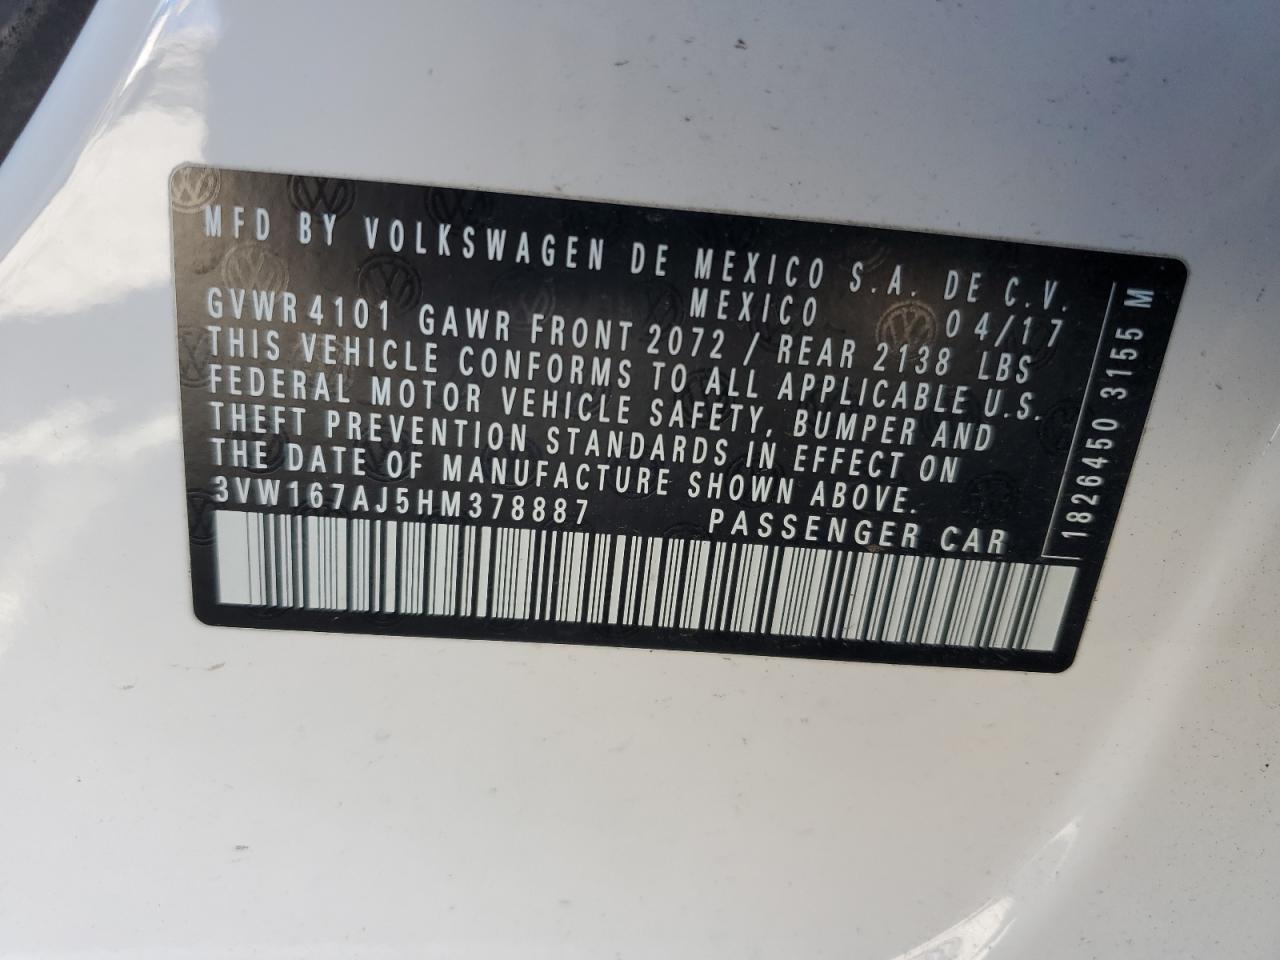 MFD BY VOLKSWAGEN DE MEXICO S.A. DE C.V.
MEXICO 04/17
GVWR 4101 GAWR FRONT 2072 / REAR 2138 LBS
THIS VEHICLE CONFORMS TO ALL APPLICABLE U.S.
FEDERAL MOTOR VEHICLE SAFETY, BUMPER AND
THEFT PREVENTION STANDARDS IN EFFECT ON
THE DATE OF MANUFACTURE SHOWN ABOVE.
3VW167AJ5HM378887 PASSENGER CAR
1826450 3155 M